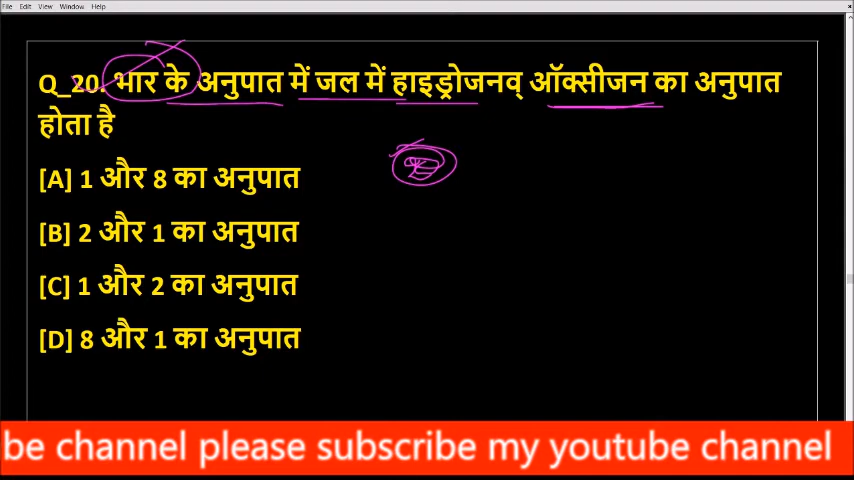 File Edit View Window Help
Q_20. भार के अनुपात में जल में हाइड्रोजनव् ऑक्सीजन का अनुपात
होता है
[A] 1 और 8 का अनुपात
[B] 2 और 1 का अनुपात
[C] 1 और 2 का अनुपात
[D] 8 और 1 का अनुपात
be channel please subscribe my youtube channel